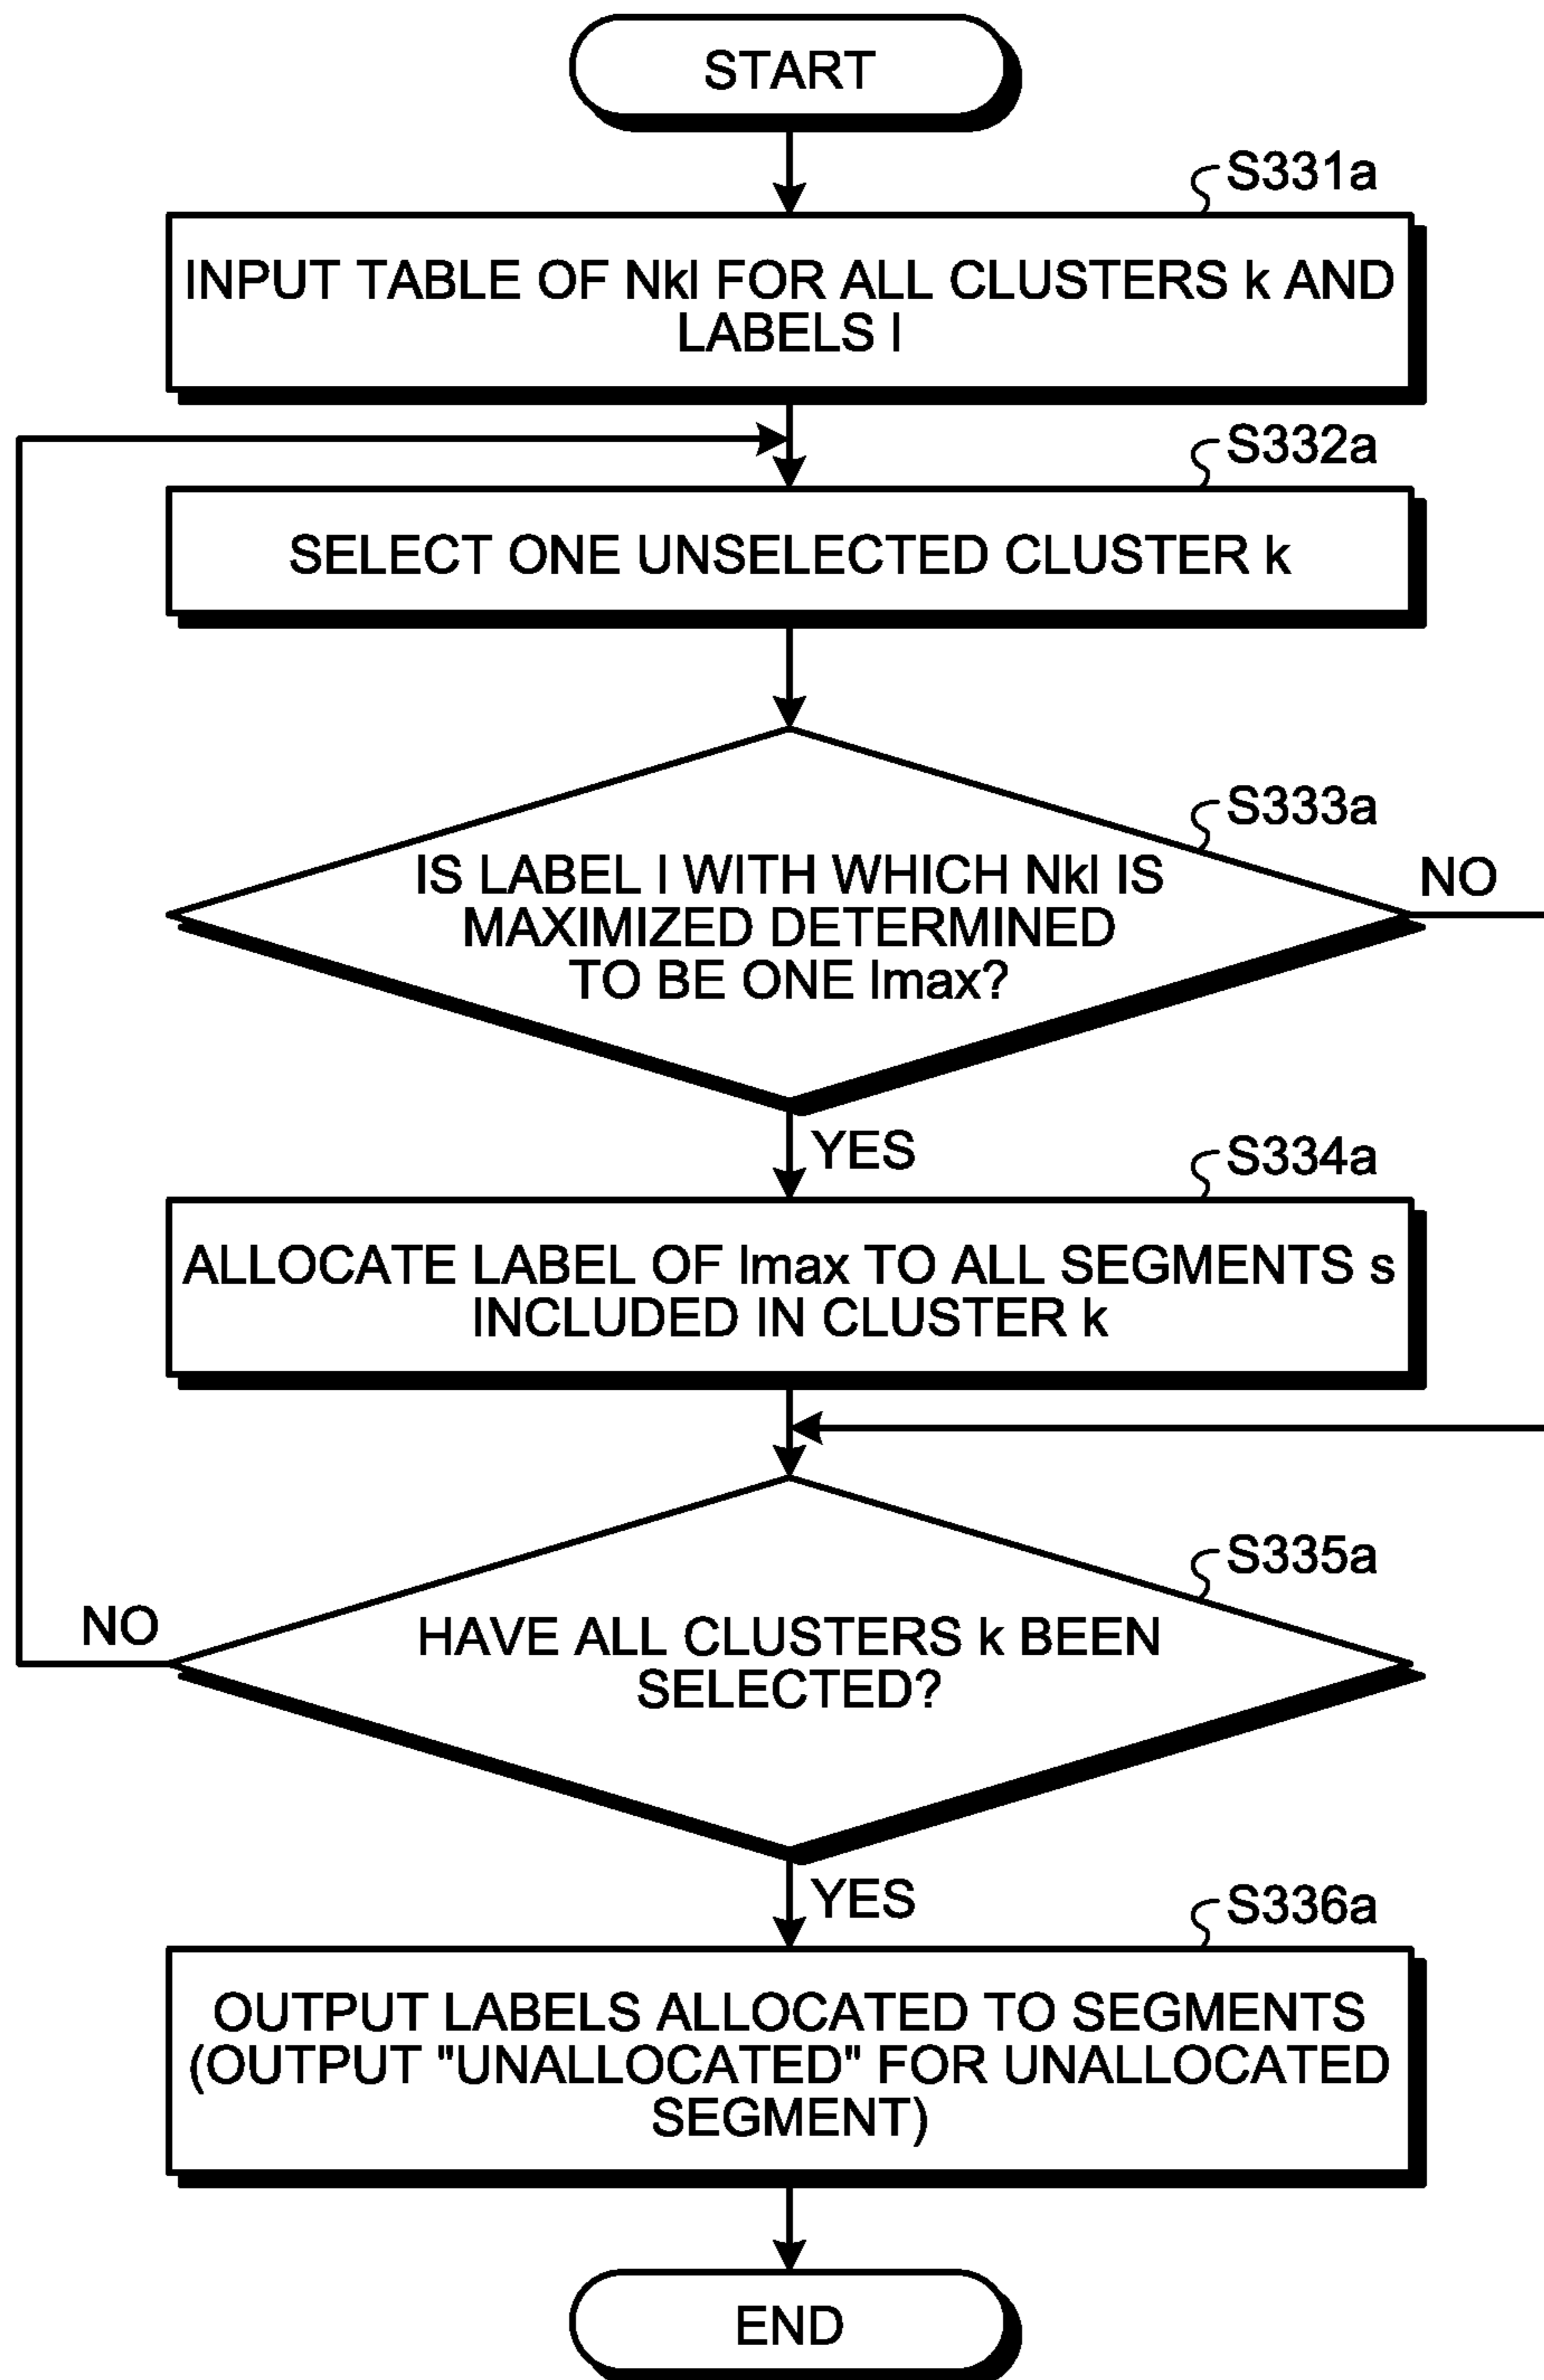 START
S331a
INPUT TABLE OF Nkl FOR ALL CLUSTERS k AND
LABELS l
S332a
SELECT ONE UNSELECTED CLUSTER k
S333a
IS LABEL l WITH WHICH Nkl IS
MAXIMIZED DETERMINED
TO BE ONE lmax?
NO
YES
S334a
ALLOCATE LABEL OF lmax TO ALL SEGMENTS s
INCLUDED IN CLUSTER k
S335a
HAVE ALL CLUSTERS k BEEN
SELECTED?
NO
YES
S336a
OUTPUT LABELS ALLOCATED TO SEGMENTS
(OUTPUT "UNALLOCATED" FOR UNALLOCATED
SEGMENT)
END